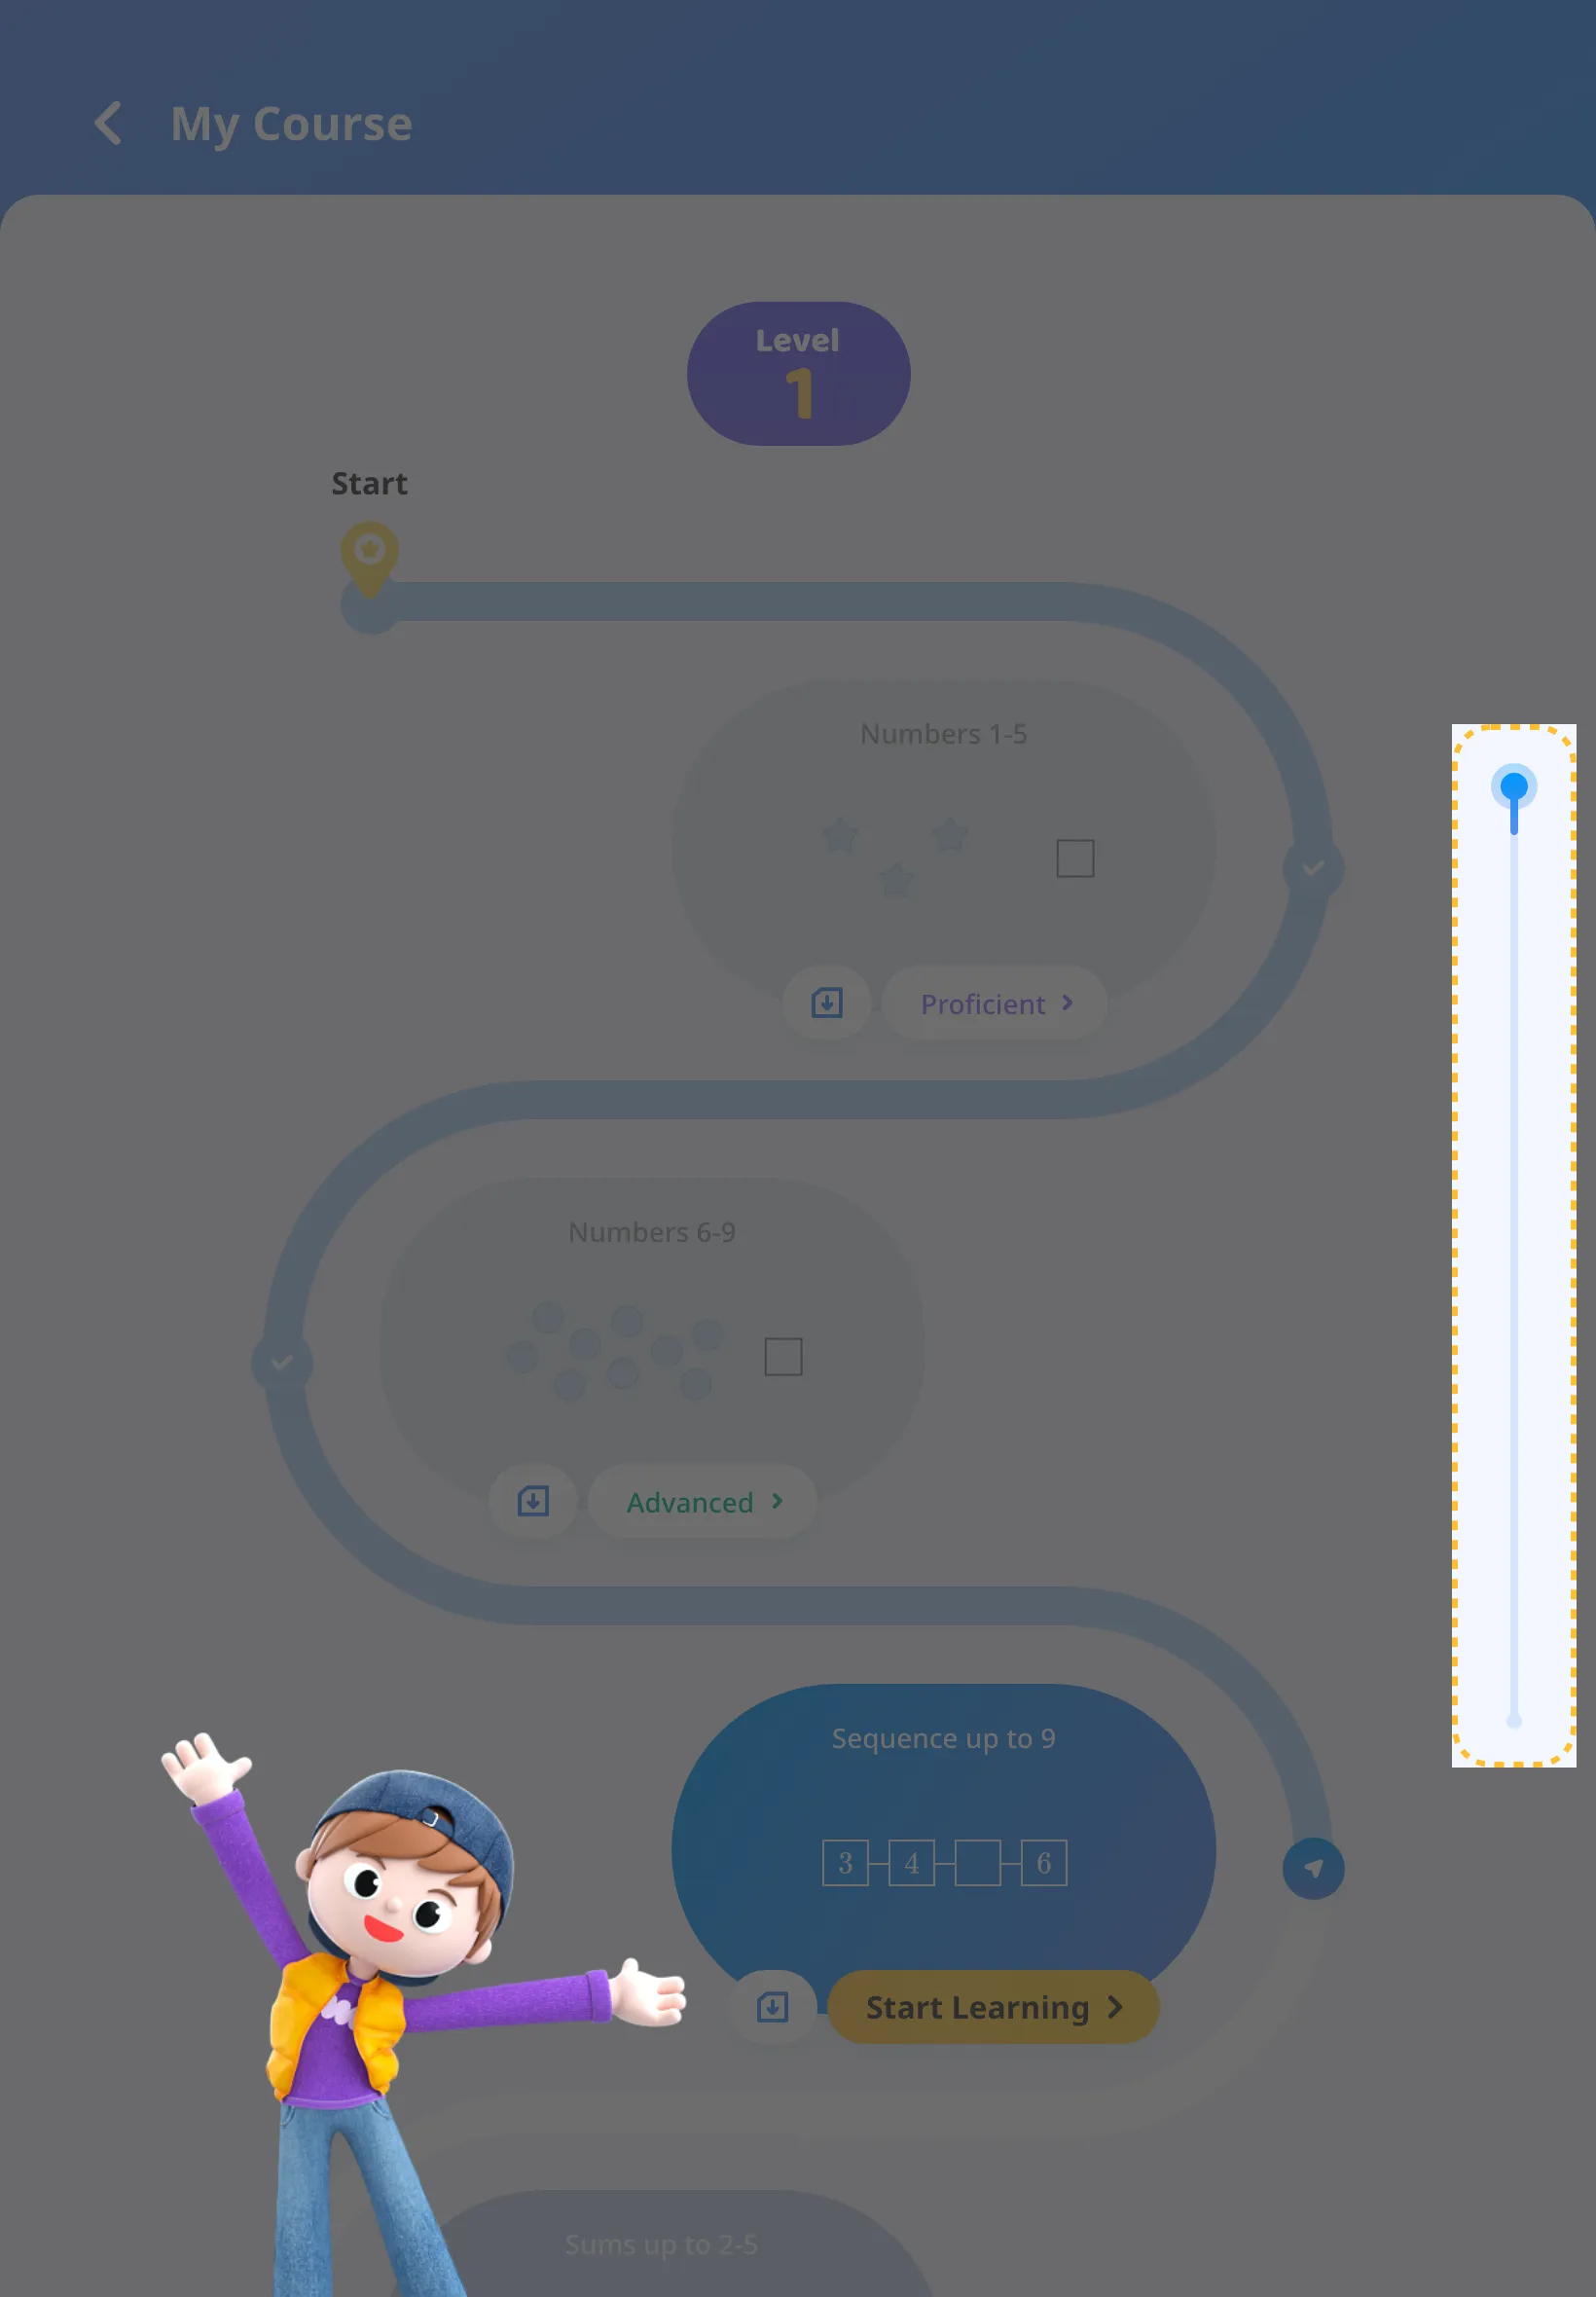 My Course
Level
1
Start
Numbers 1-5
Proficient
Numbers 6-9
Advanced
Sequence up to 9
3 4 6
Start Learning
Sums up to 2-5